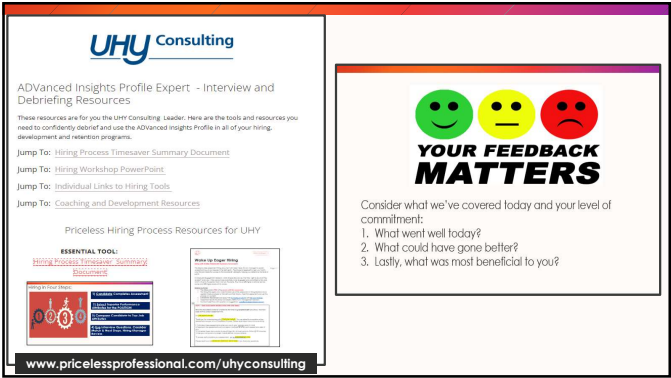 UHY Consulting
ADVanced Insights Profile Expert - Interview and
Debriefing Resources
These resources are for you the UHY Consulting Leader. Here are the tools and resources you
need to confidently debrief and use the ADVanced Insights Profile in all of your hiring,
development and retention programs.
Jump To: Hiring Process Timesaver Summary Document
Jump To: Hiring Workshop PowerPoint
Jump To: Individual Links to Hiring Tools
Jump To: Coaching and Development Resources
Priceless Hiring Process Resources for UHY
ESSENTIAL TOOL:
Hiring Process Timesaver Summary
Document
Hiring in Four Steps:
Wake Up Eager Hiring
www.pricelessprofessional.com/uhyconsulting
YOUR FEEDBACK
MATTERS
Consider what we've covered today and your level of
commitment:
1. What went well today?
2. What could have gone better?
3. Lastly, what was most beneficial to you?